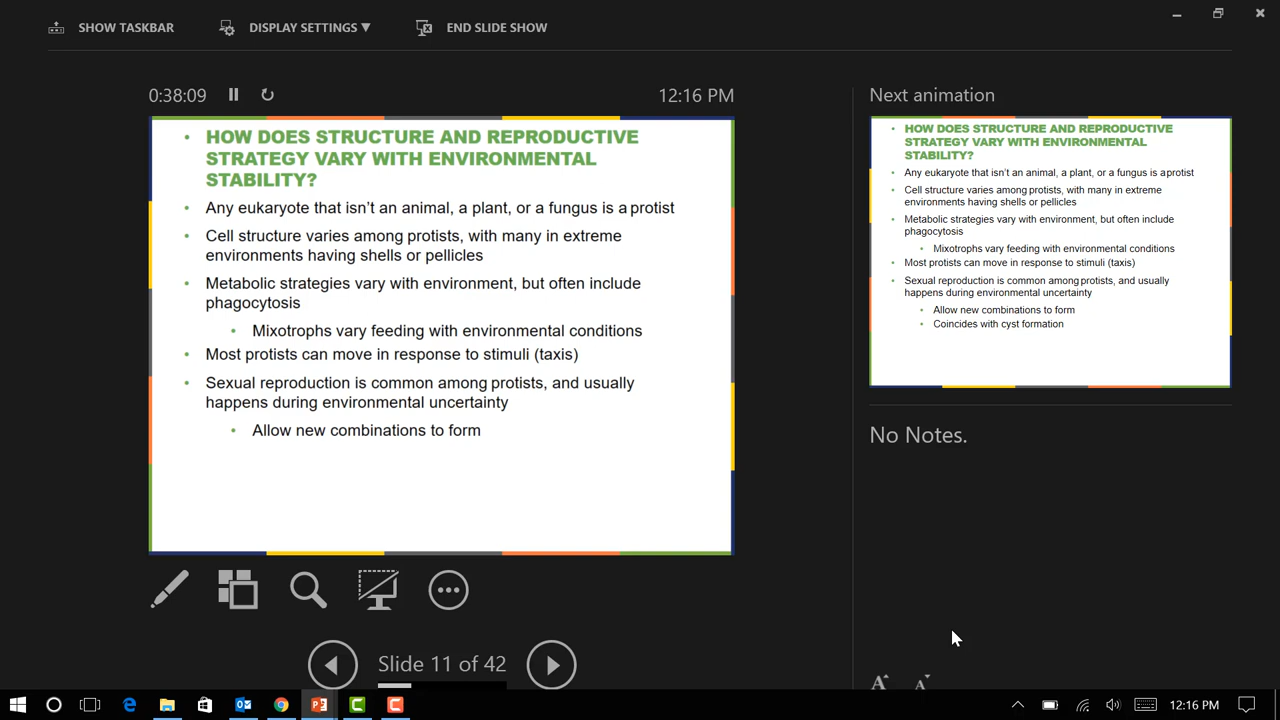 SHOW TASKBAR
DISPLAY SETTINGS ▼
END SLIDE SHOW
0:38:09
12:16 PM
• HOW DOES STRUCTURE AND REPRODUCTIVE
STRATEGY VARY WITH ENVIRONMENTAL
STABILITY?
• Any eukaryote that isn't an animal, a plant, or a fungus is a protist
• Cell structure varies among protists, with many in extreme
environments having shells or pellicles
• Metabolic strategies vary with environment, but often include
phagocytosis
• Mixotrophs vary feeding with environmental conditions
• Most protists can move in response to stimuli (taxis)
• Sexual reproduction is common among protists, and usually
happens during environmental uncertainty
• Allow new combinations to form
Slide 11 of 42
Next animation
• HOW DOES STRUCTURE AND REPRODUCTIVE
STRATEGY VARY WITH ENVIRONMENTAL
STABILITY?
• Any eukaryote that isn't an animal, a plant, or a fungus is a protist
• Cell structure varies among protists, with many in extreme
environments having shells or pellicles
• Metabolic strategies vary with environment, but often include
phagocytosis
• Mixotrophs vary feeding with environmental conditions
• Most protists can move in response to stimuli (taxis)
• Sexual reproduction is common among protists, and usually
happens during environmental uncertainty
• Allow new combinations to form
• Coincides with cyst formation
No Notes.
A A
12:16 PM